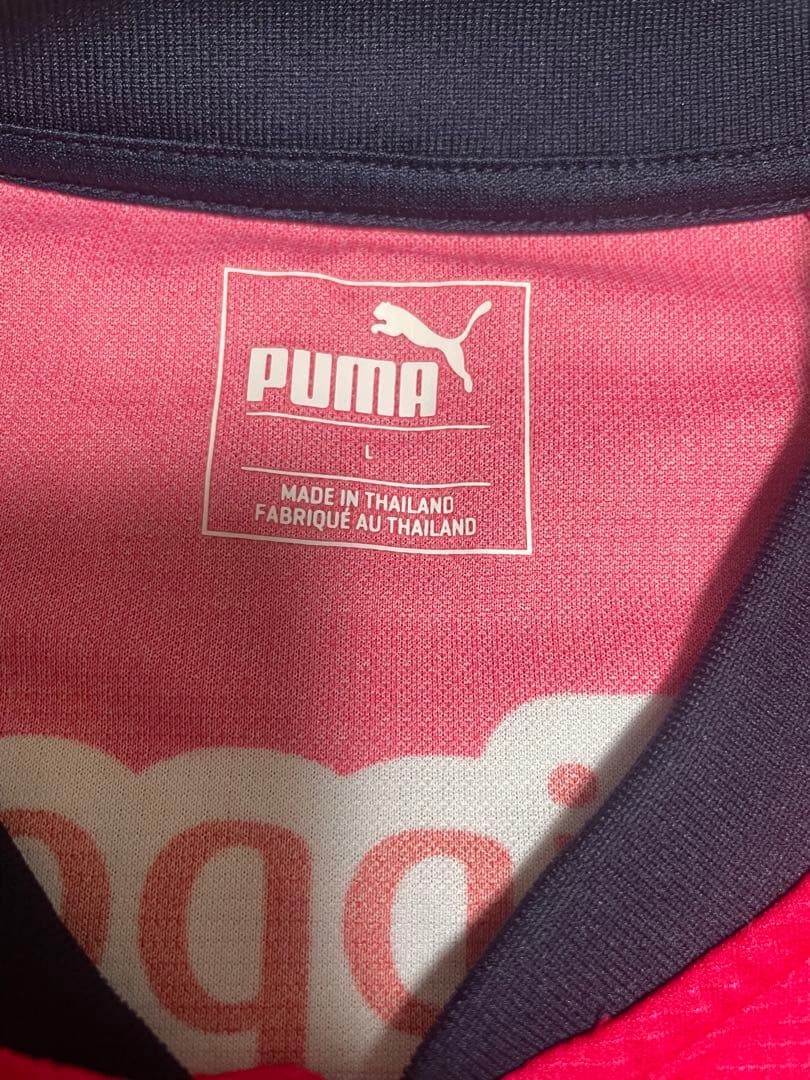 PUMA
L
MADE IN THAILAND
FABRIQUÉ AU THAILAND